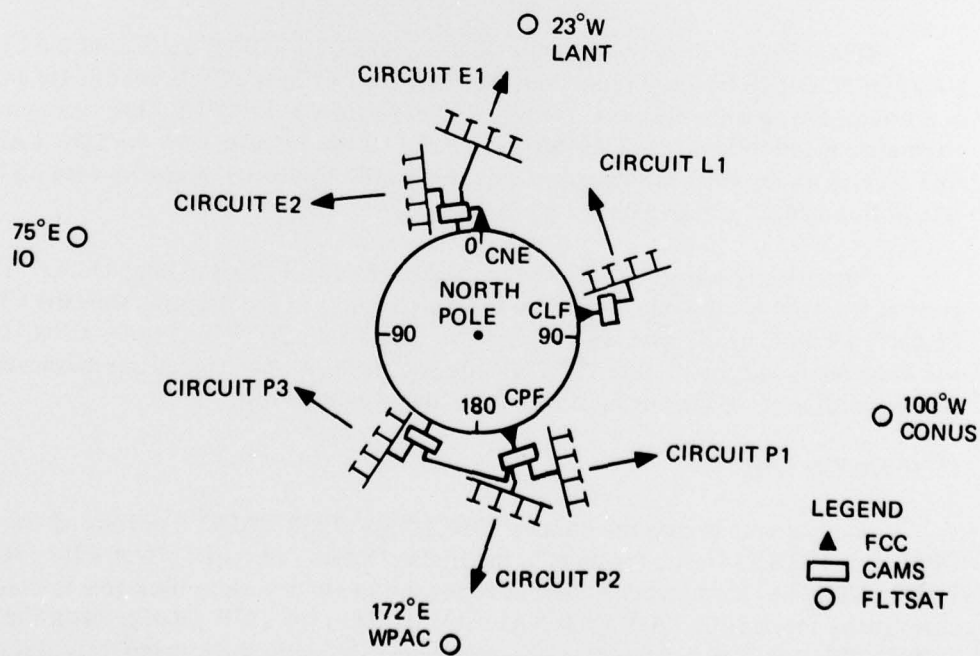 23°W
LANT
CIRCUIT E1
CIRCUIT L1
CIRCUIT E2
75°E
IO
0
CNE
NORTH
POLE
CLF
90
90
CIRCUIT P3
180
CPF
100°W
CONUS
CIRCUIT P1
LEGEND
FCC
CAMS
FLTSAT
CIRCUIT P2
172°E
WPAC